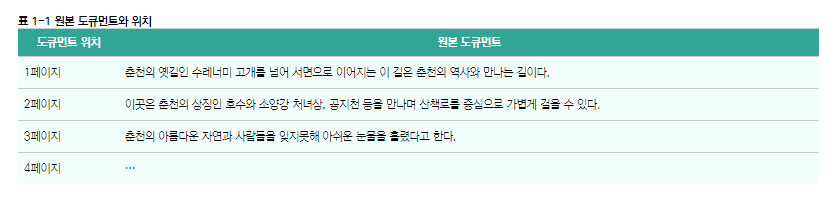 표 1-1 원본 도큐먼트와 위치
도큐먼트 위치 원본 도큐먼트
1페이지 춘천의 옛길인 수레너미 고개를 넘어 서면으로 이어지는 이 길은 춘천의 역사와 만나는 길이다.
2페이지 이곳은 춘천의 상징인 호수와 소양강 처녀상, 공지천 등을 만나며 산책로를 중심으로 가볍게 걸을 수 있다.
3페이지 춘천의 아름다운 자연과 사람들을 잊지못해 아쉬운 눈물을 흘렸다고 한다.
4페이지 …